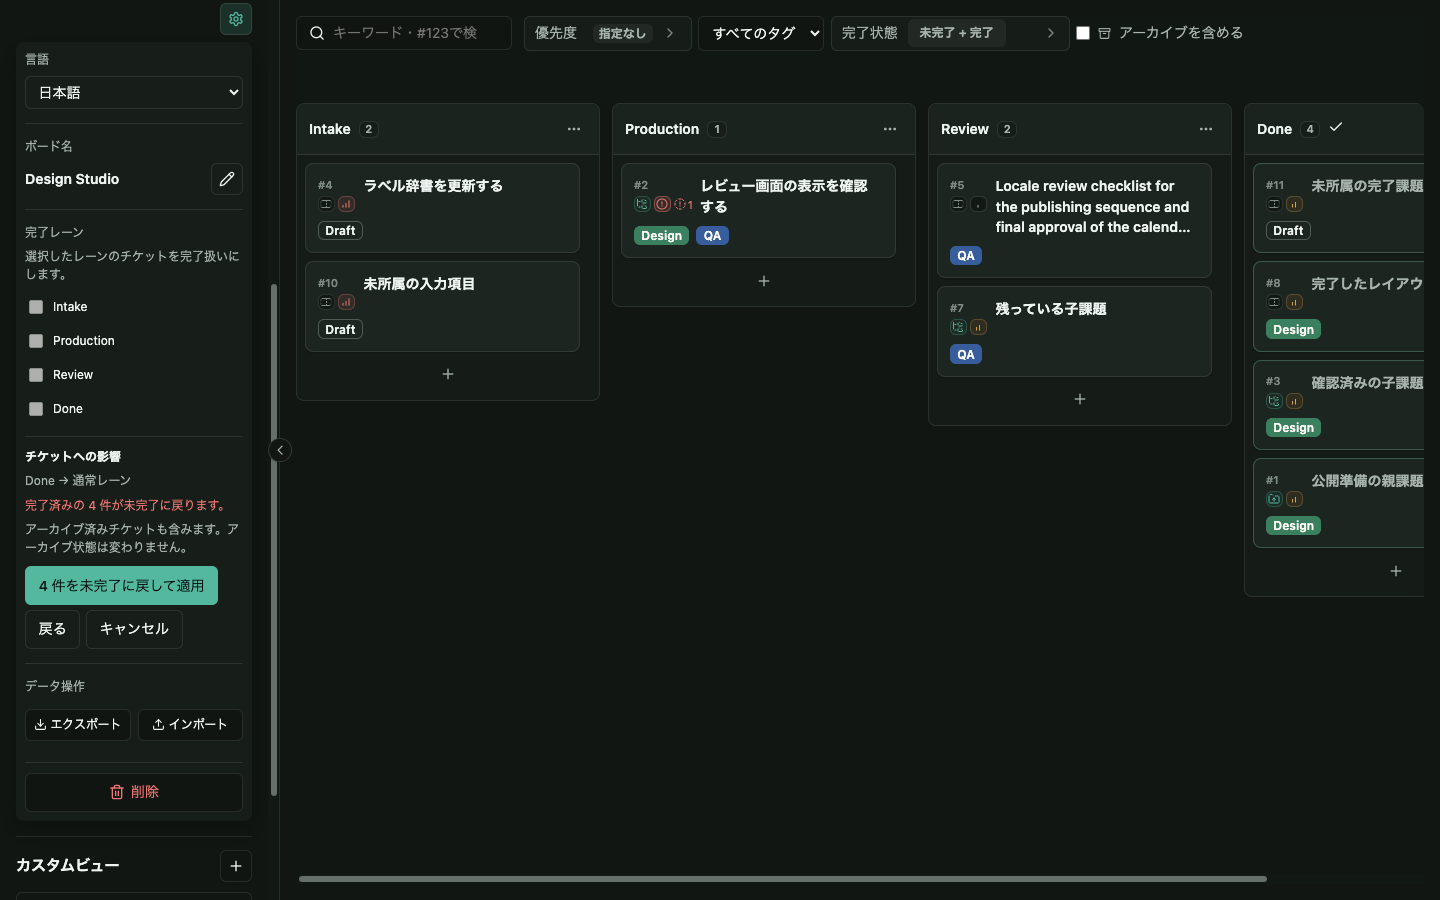 言語
日本語
ボード名
Design Studio
完了レーン
選択したレーンのチケットを完了扱いに
します。
Intake
Production
Review
Done
チケットへの影響
Done → 通常レーン
完了済みの 4 件が未完了に戻ります。
アーカイブ済みチケットも含みます。ア
ーカイブ状態は変わりません。
4 件を未完了に戻して適用
戻る
キャンセル
データ操作
エクスポート
インポート
削除
カスタムビュー
キーワード・#123で検
優先度
指定なし
すべてのタグ
完了状態
未完了 + 完了
アーカイブを含める
Intake 2
#4
ラベル辞書を更新する
Draft
#10
未所属の入力項目
Draft
Production 1
#2
レビュー画面の表示を確認
する
1
Design
QA
Review 2
#5
Locale review checklist for
the publishing sequence and
final approval of the calend...
QA
#7
残っている子課題
QA
Done 4
#11
未所属の完了課題
Draft
#8
完了したレイアウ
Design
#3
確認済みの子課題
Design
#1
公開準備の親課題
Design